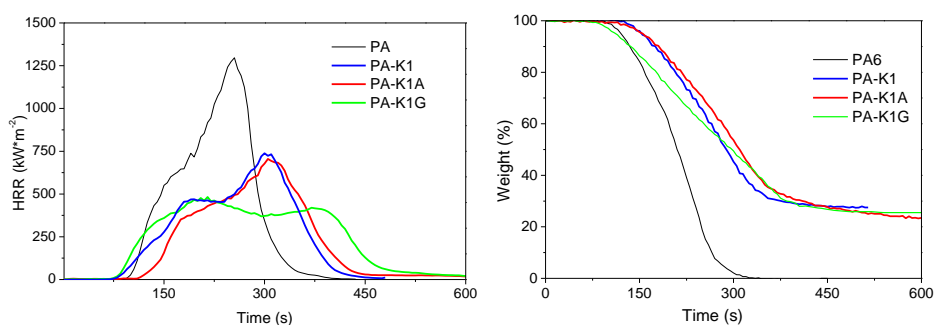 1500
1250
1000
750
500
250
0
HRR (kW*m-2)
PA
PA-K1
PA-K1A
PA-K1G
150 300 450 600
Time (s)
100
80
60
40
20
0
Weight (%)
PA6
PA-K1
PA-K1A
PA-K1G
0 150 300 450 600
Time (s)